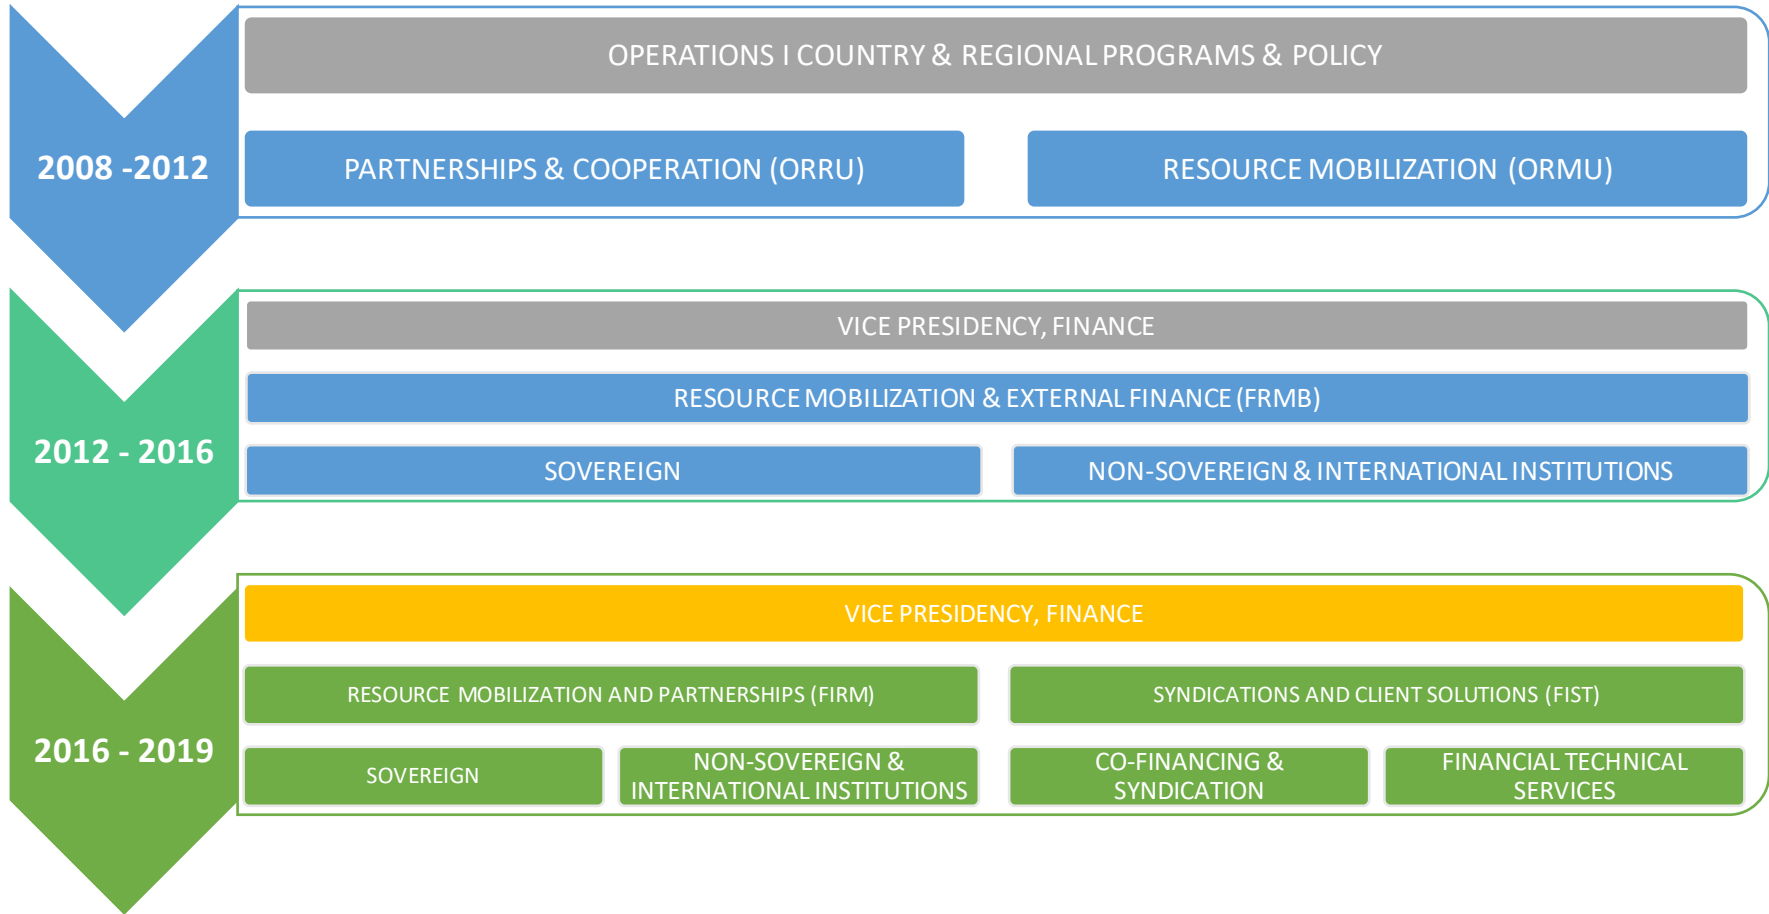 OPERATIONS I COUNTRY & REGIONAL PROGRAMS & POLICY
2008 -2012
PARTNERSHIPS & COOPERATION (ORRU)
RESOURCE MOBILIZATION (ORMU)
VICE PRESIDENCY, FINANCE
RESOURCE MOBILIZATION & EXTERNAL FINANCE (FRMB)
2012 - 2016
SOVEREIGN
NON-SOVEREIGN & INTERNATIONAL INSTITUTIONS
VICE PRESIDENCY, FINANCE
RESOURCE MOBILIZATION AND PARTNERSHIPS (FIRM)
SYNDICATIONS AND CLIENT SOLUTIONS (FIST)
2016 - 2019
SOVEREIGN
NON-SOVEREIGN &
INTERNATIONAL INSTITUTIONS
CO-FINANCING &
SYNDICATION
FINANCIAL TECHNICAL
SERVICES